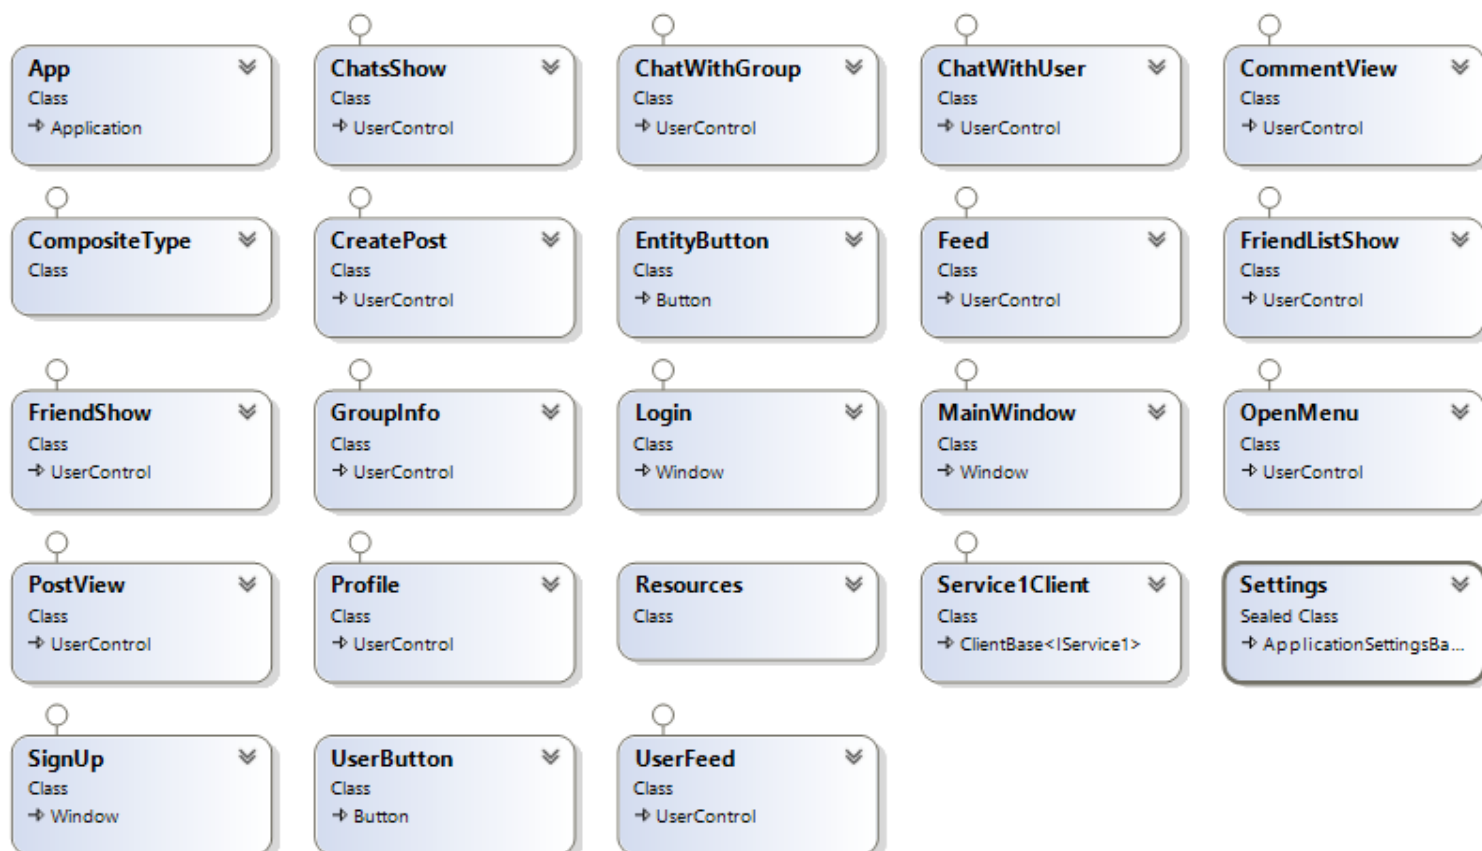 App
Class
Application
ChatsShow
Class
UserControl
ChatWithGroup
Class
UserControl
ChatWithUser
Class
UserControl
CommentView
Class
UserControl
CompositeType
Class
CreatePost
Class
UserControl
EntityButton
Class
Button
Feed
Class
UserControl
FriendListShow
Class
UserControl
FriendShow
Class
UserControl
GroupInfo
Class
UserControl
Login
Class
Window
MainWindow
Class
Window
OpenMenu
Class
UserControl
PostView
Class
UserControl
Profile
Class
UserControl
Resources
Class
Service1Client
Class
ClientBase<IService1>
Settings
Sealed Class
ApplicationSettingsBa...
SignUp
Class
Window
UserButton
Class
Button
UserFeed
Class
UserControl